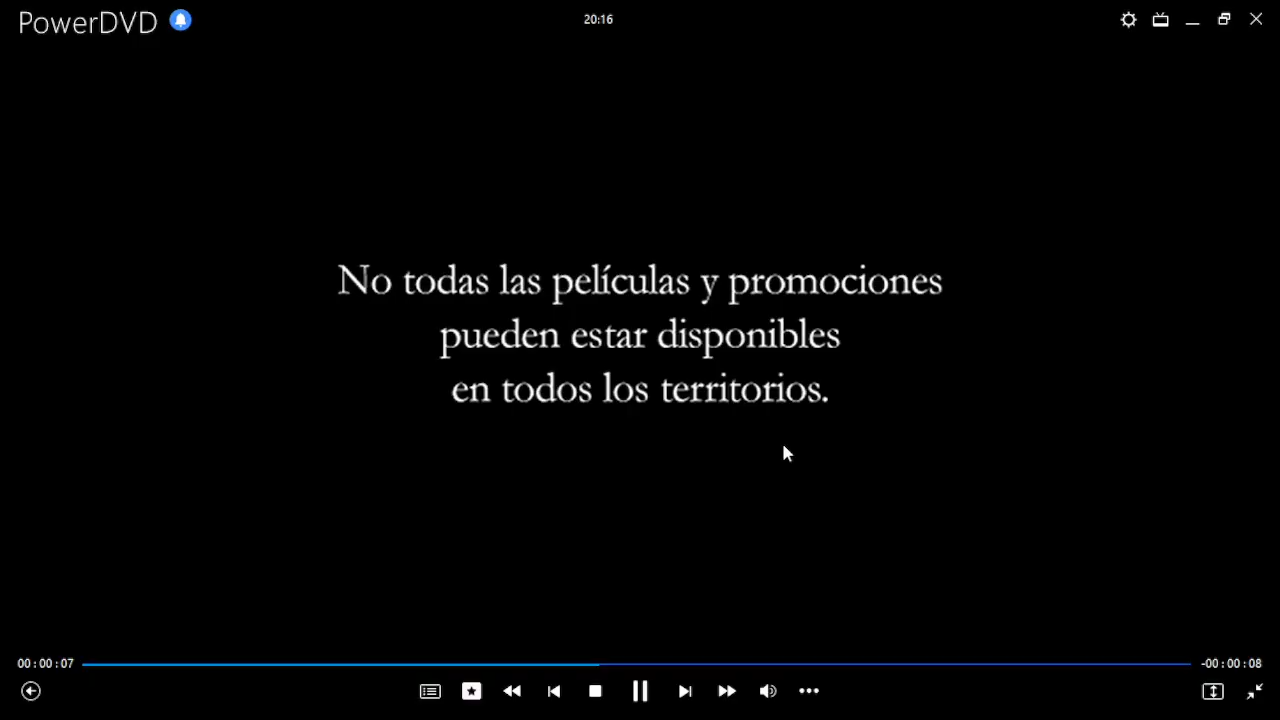 PowerDVD
20:16
No todas las películas y promociones
pueden estar disponibles
en todos los territorios.
00:00:07
-00:00:08